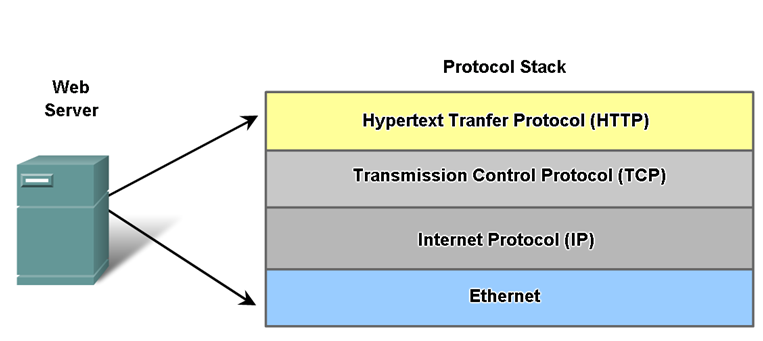 Web
Server
Protocol Stack
Hypertext Tranfer Protocol (HTTP)
Transmission Control Protocol (TCP)
Internet Protocol (IP)
Ethernet